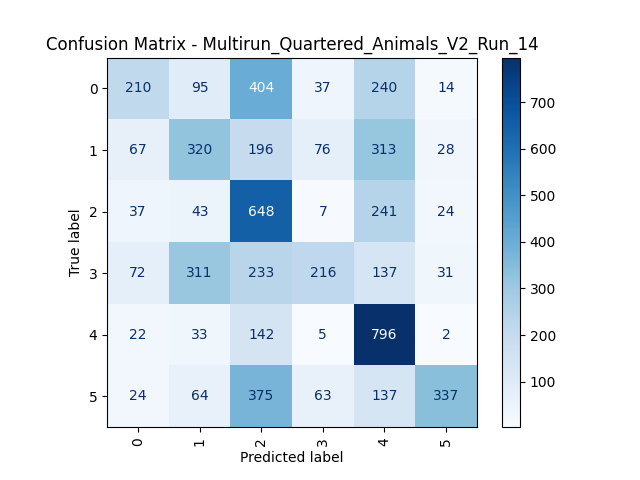 Confusion Matrix - Multirun_Quartered_Animals_V2_Run_14
0 210 95 404 37 240 14
1 67 320 196 76 313 28
2 37 43 648 7 241 24
3 72 311 233 216 137 31
4 22 33 142 5 796 2
5 24 64 375 63 137 337
0 1 2 3 4 5
True label
Predicted label
700
600
500
400
300
200
100